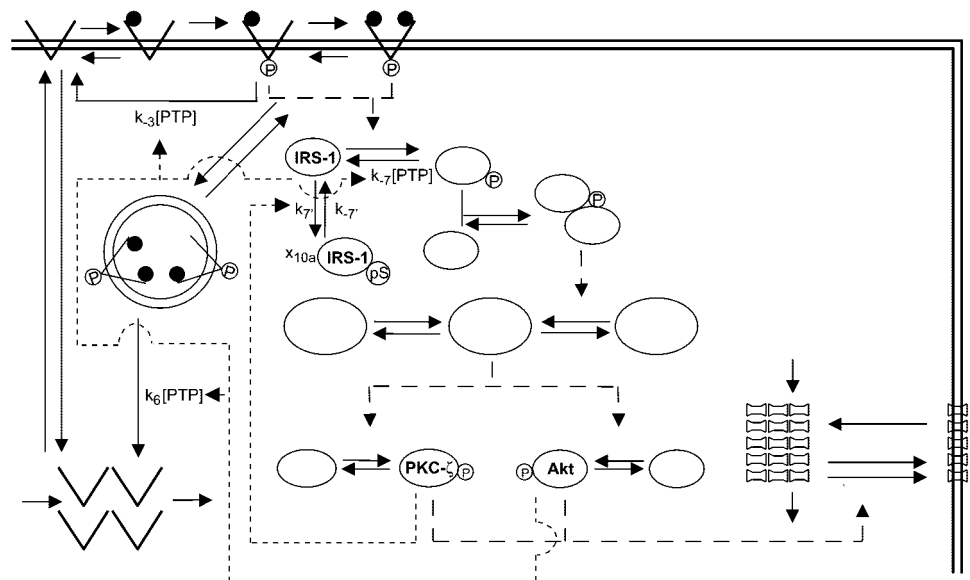 P
P
k-3[PTP]
IRS-1
k-7[PTP]
P
P
k7'
k-7'
x10a
IRS-1
pS
P
P
k6[PTP]
PKC-ζ
P
P
Akt